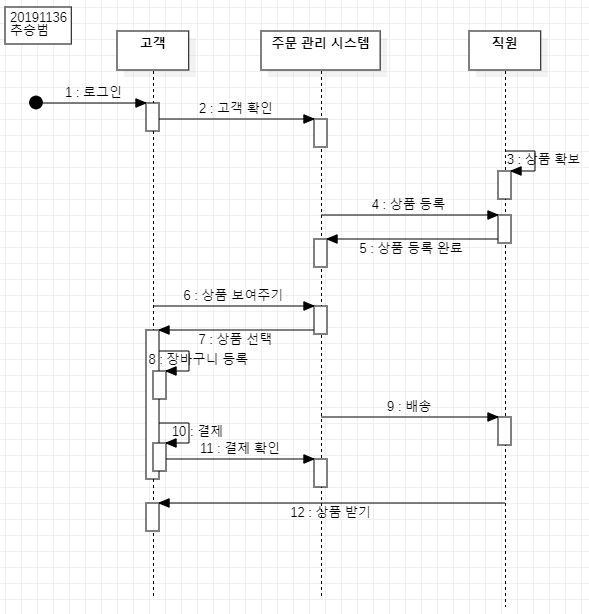 20191136
추송범
고객
주문 관리 시스템
직원
1 : 로그인
2 : 고객 확인
3 : 상품 확보
4 : 상품 등록
5 : 상품 등록 완료
6 : 상품 보여주기
7 : 상품 선택
8 : 장바구니 등록
9 : 배송
10 : 결제
11 : 결제 확인
12 : 상품 받기